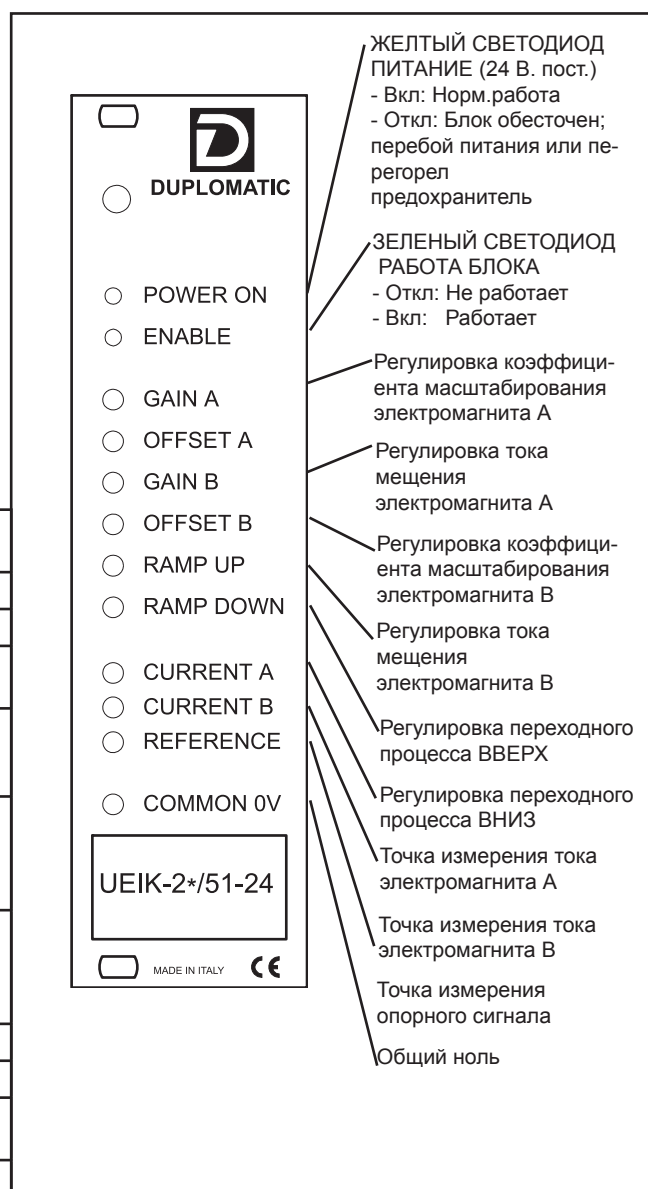 DUPLOMATIC
POWER ON
ENABLE
GAIN A
OFFSET A
GAIN B
OFFSET B
RAMP UP
RAMP DOWN
CURRENT A
CURRENT B
REFERENCE
COMMON 0V
UEIK-2*/51-24
MADE IN ITALY CE
ЖЕЛТЫЙ СВЕТОДИОД
ПИТАНИЕ (24 В. пост.)
- Вкл: Норм.работа
- Откл: Блок обесточен;
перебой питания или пе-
регорел
предохранитель
ЗЕЛЕНЫЙ СВЕТОДИОД
РАБОТА БЛОКА
- Откл: Не работает
- Вкл: Работает
Регулировка коэффици-
ента масштабирования
электромагнита А
Регулировка тока
мещения
электромагнита А
Регулировка коэффици-
ента масштабирования
электромагнита В
Регулировка тока
мещения
электромагнита В
Регулировка переходного
процесса ВВЕРХ
Регулировка переходного
процесса ВНИЗ
Точка измерения тока
электромагнита А
Точка измерения тока
электромагнита В
Точка измерения
опорного сигнала
Общий ноль